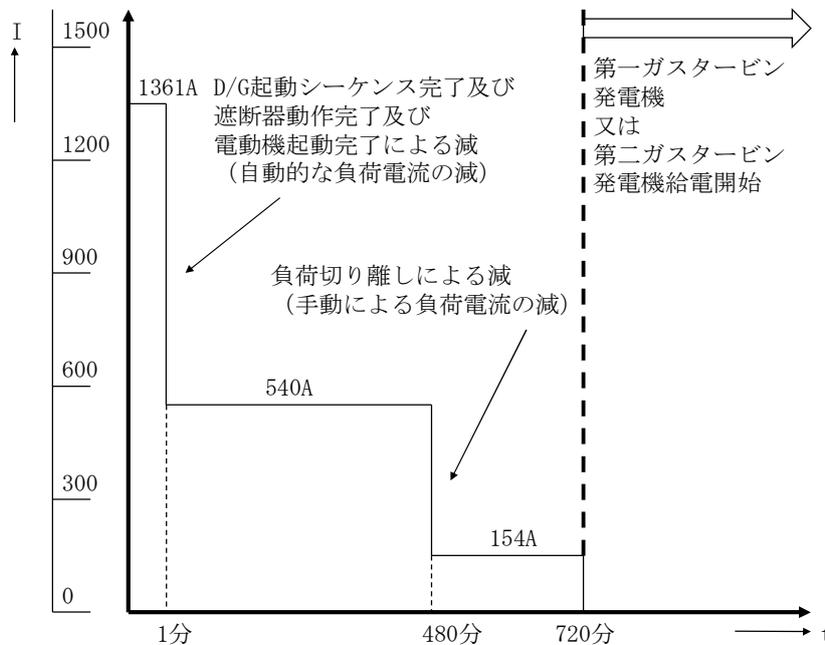 I
1500
1200
900
600
300
0
1361A
D/G起動シーケンス完了及び
遮断器動作完了及び
電動機起動完了による減
（自動的な負荷電流の減）
負荷切り離しによる減
（手動による負荷電流の減）
540A
154A
第一ガスタービン
発電機
又は
第二ガスタービン
発電機給電開始
1分
480分
720分
t